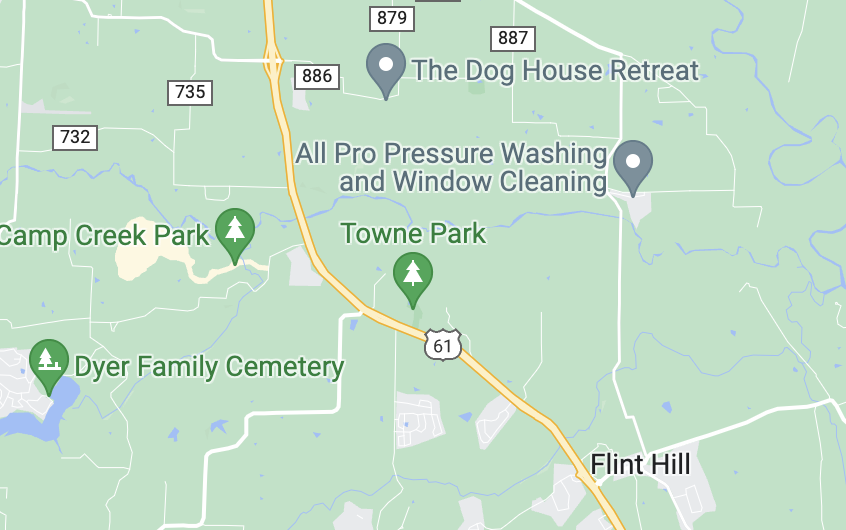 879
887
The Dog House Retreat
886
735
732
All Pro Pressure Washing
and Window Cleaning
Camp Creek Park
Towne Park
61
Dyer Family Cemetery
Flint Hill